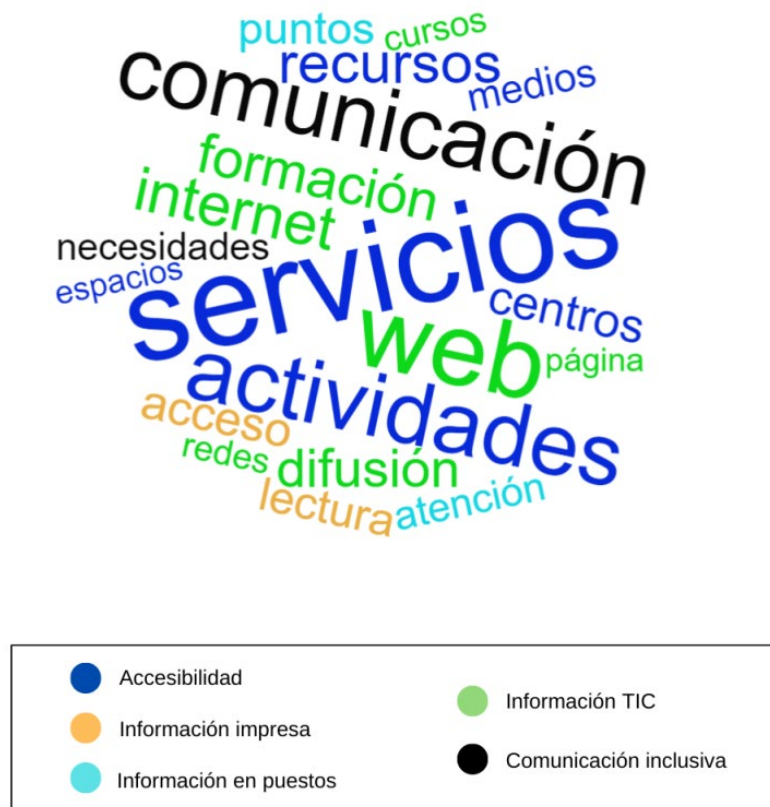 puntos
cursos
recursos
medios
comunicación
formación
internet
necesidades
espacios
servicios
centros
web
página
actividades
acceso
redes
difusión
lectura
atención
Accesibilidad
Información impresa
Información en puestos
Información TIC
Comunicación inclusiva